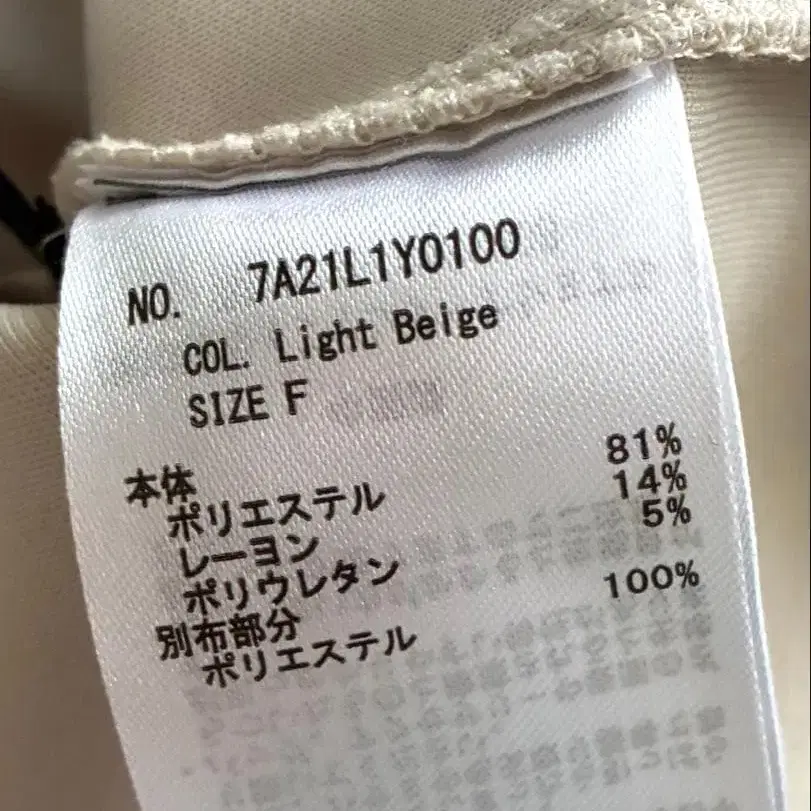 NO. 7A21L1Y0100
COL. Light Beige
SIZE F
本体
ポリエステル 81%
レーヨン 14%
ポリウレタン 5%
別布部分
ポリエステル 100%